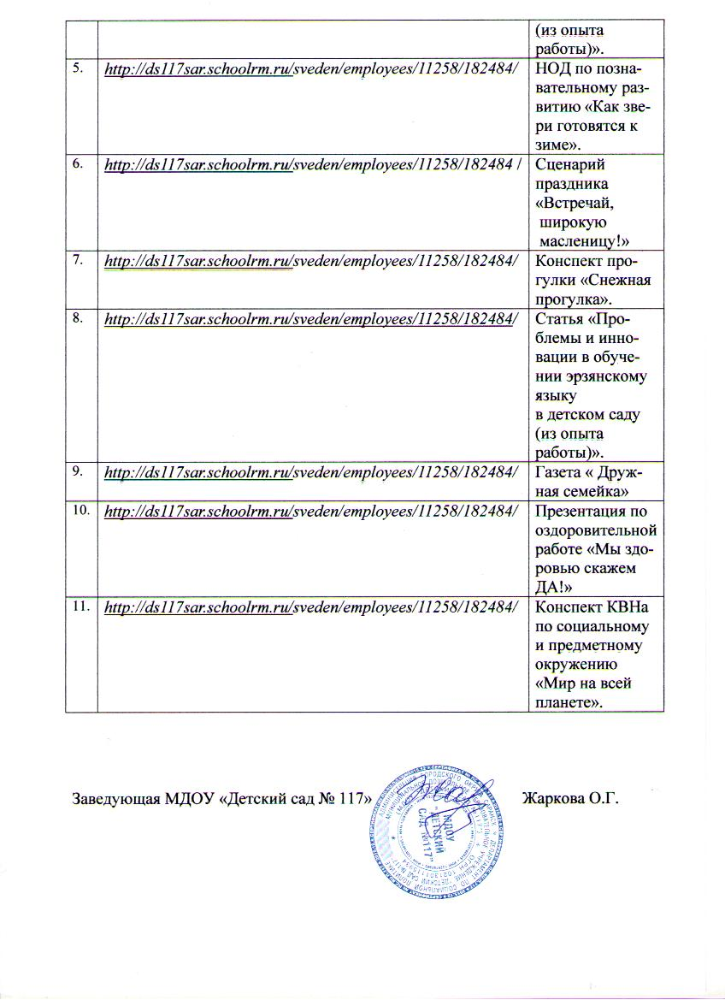 (из опыта
работы)».
5. http://ds117sar.schoolrm.ru/sveden/employees/11258/182484/ НОД по позна-
вательному раз-
витию «Как зве-
ри готовятся к
зиме».
6. http://ds117sar.schoolrm.ru/sveden/employees/11258/182484 / Сценарий
праздника
«Встречай,
широкую
масленицу!»
7. http://ds117sar.schoolrm.ru/sveden/employees/11258/182484/ Конспект про-
гулки «Снежная
прогулка».
8. http://ds117sar.schoolrm.ru/sveden/employees/11258/182484/ Статья «Про-
блемы и инно-
вации в обуче-
нии эрзянскому
языку
в детском саду
(из опыта
работы)».
9. http://ds117sar.schoolrm.ru/sveden/employees/11258/182484/ Газета « Друж-
ная семейка»
10. http://ds117sar.schoolrm.ru/sveden/employees/11258/182484/ Презентация по
оздоровительной
работе «Мы здо-
ровью скажем
ДА!»
11. http://ds117sar.schoolrm.ru/sveden/employees/11258/182484/ Конспект КВНа
по социальному
и предметному
окружению
«Мир на всей
планете».
Заведующая МДОУ «Детский сад № 117» Жаркова О.Г.
МДОУ
"ДЕТСКИЙ
САД №117"